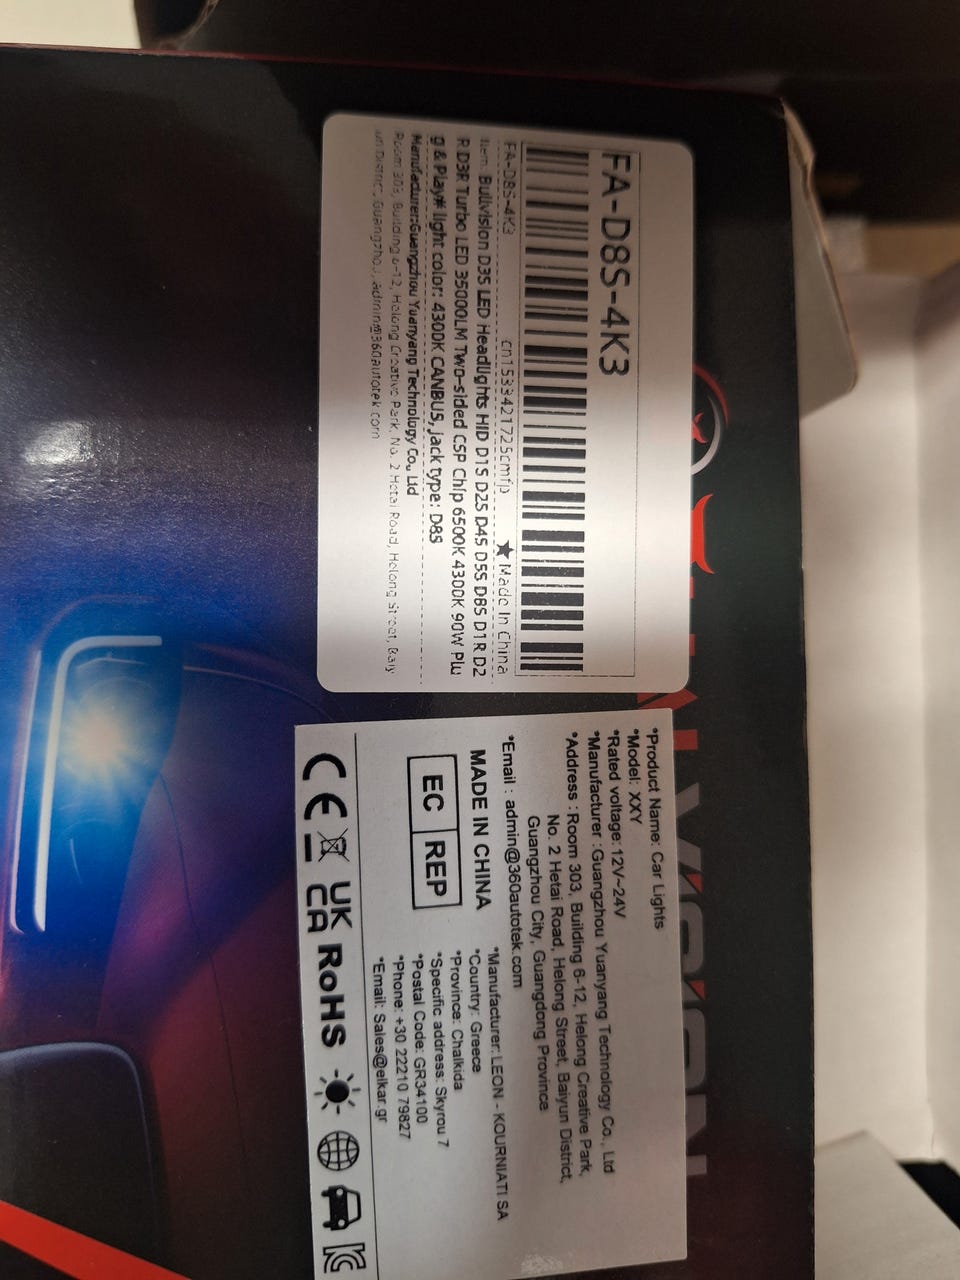 FA-D8S-4K3
FA-D8S-4K3 cn1533421725cmfp ★ Made In China
Item: Bullvision D3S LED Headlights HID D1S D2S D4S D5S D8S D1R D2
R D3R Turbo LED 35000LM Two-sided CSP Chip 6500K 4300K 90W Plu
g & Play# light color: 4300K CANBUS, jack type: D8S
Manufacturer:Guangzhou Yuanyang Technology Co., Ltd
Room 303, Building 6-12, Helong Creative Park, No. 2 Hetai Road, Helong Street, Baiy
un District, Guangzhou, admin@360autotek.com
*Product Name: Car Lights
*Model: XXY
*Rated voltage: 12V~24V
*Manufacturer :Guangzhou Yuanyang Technology Co., Ltd
*Address : Room 303, Building 6-12, Helong Creative Park,
No. 2 Hetai Road, Helong Street, Baiyun District,
Guangzhou City, Guangdong Province
*Email : admin@360autotek.com
MADE IN CHINA
EC REP
*Manufacturer: LEON - KOURNIATI SA
*Country: Greece
*Province: Chalkida
*Specific address: Skyrou 7
*Postal Code: GR34100
*Phone: +30 22210 79827
*Email: Sales@elkar.gr
CE UK
CA RoHS